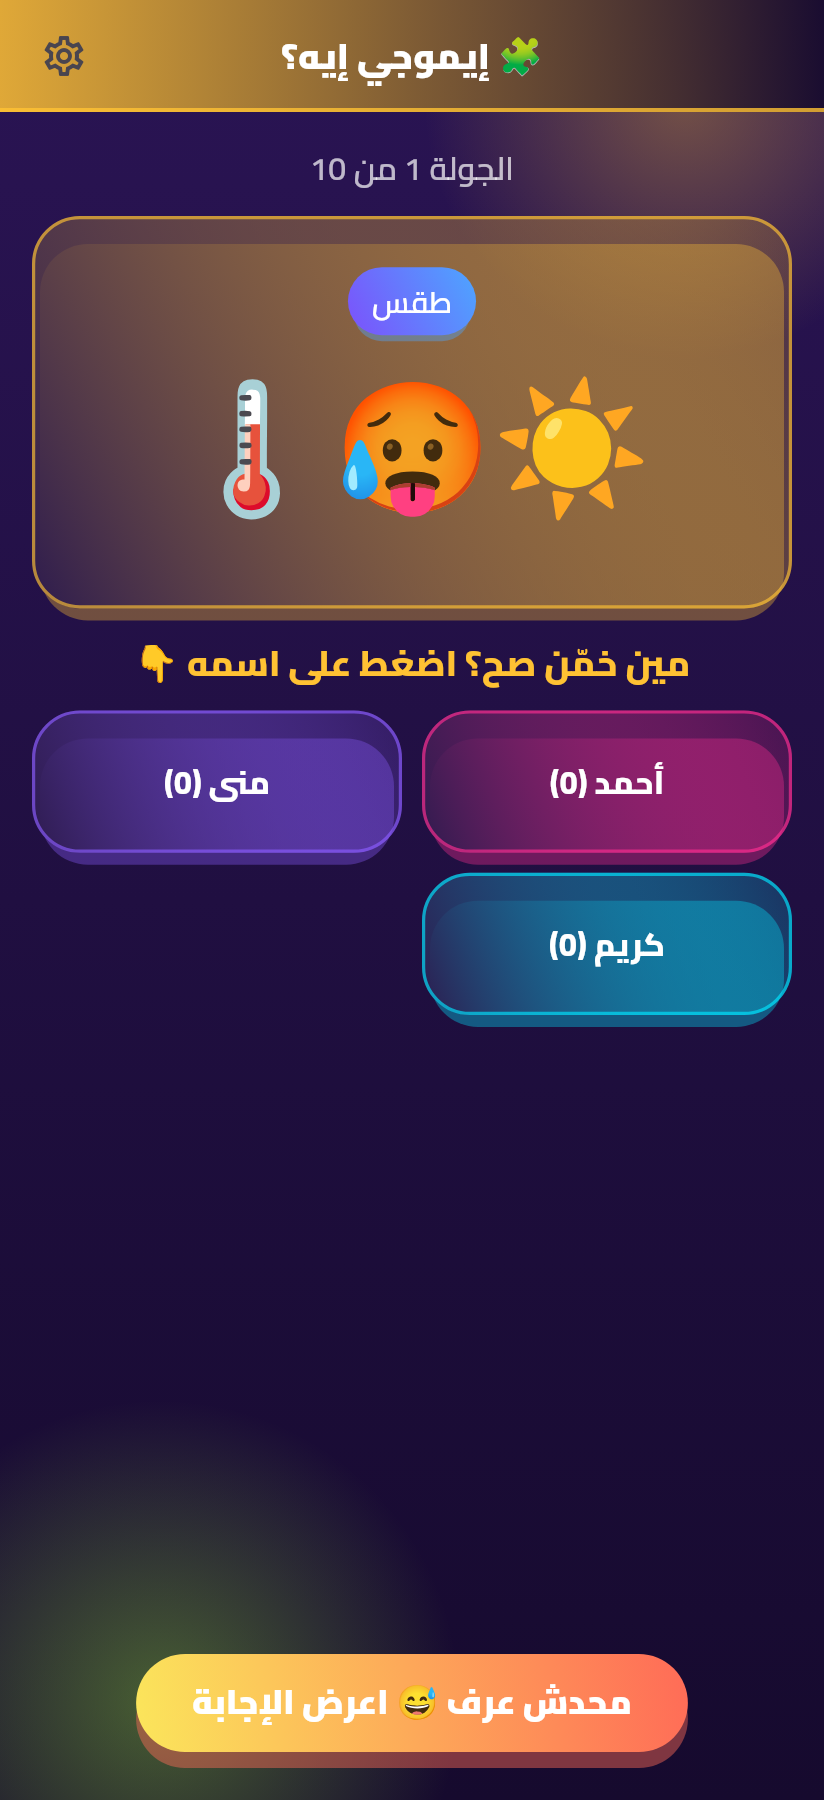 🧩 إيموجي إيه؟
الجولة 1 من 10
طقس
☀️🥵🌡️
مين خمّن صح؟ اضغط على اسمه 👇
أحمد (0)
منى (0)
كريم (0)
محدش عرف 😅 اعرض الإجابة